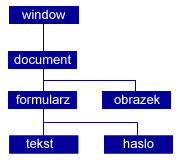 window
document
formularz
obrazek
tekst
haslo